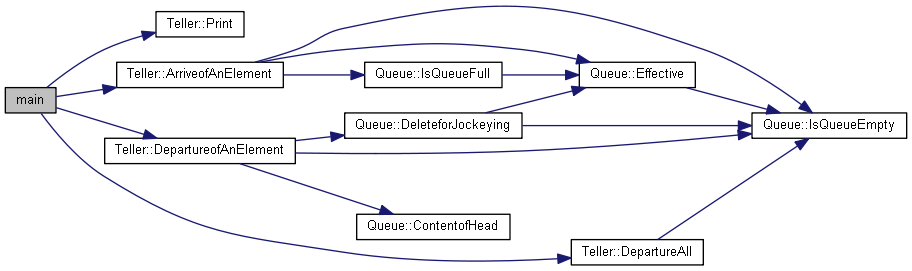 Teller::Print
Teller::ArriveofAnElement
Queue::IsQueueFull
Queue::Effective
main
Queue::DeleteforJockeying
Queue::IsQueueEmpty
Teller::DepartureofAnElement
Queue::ContentofHead
Teller::DepartureAll